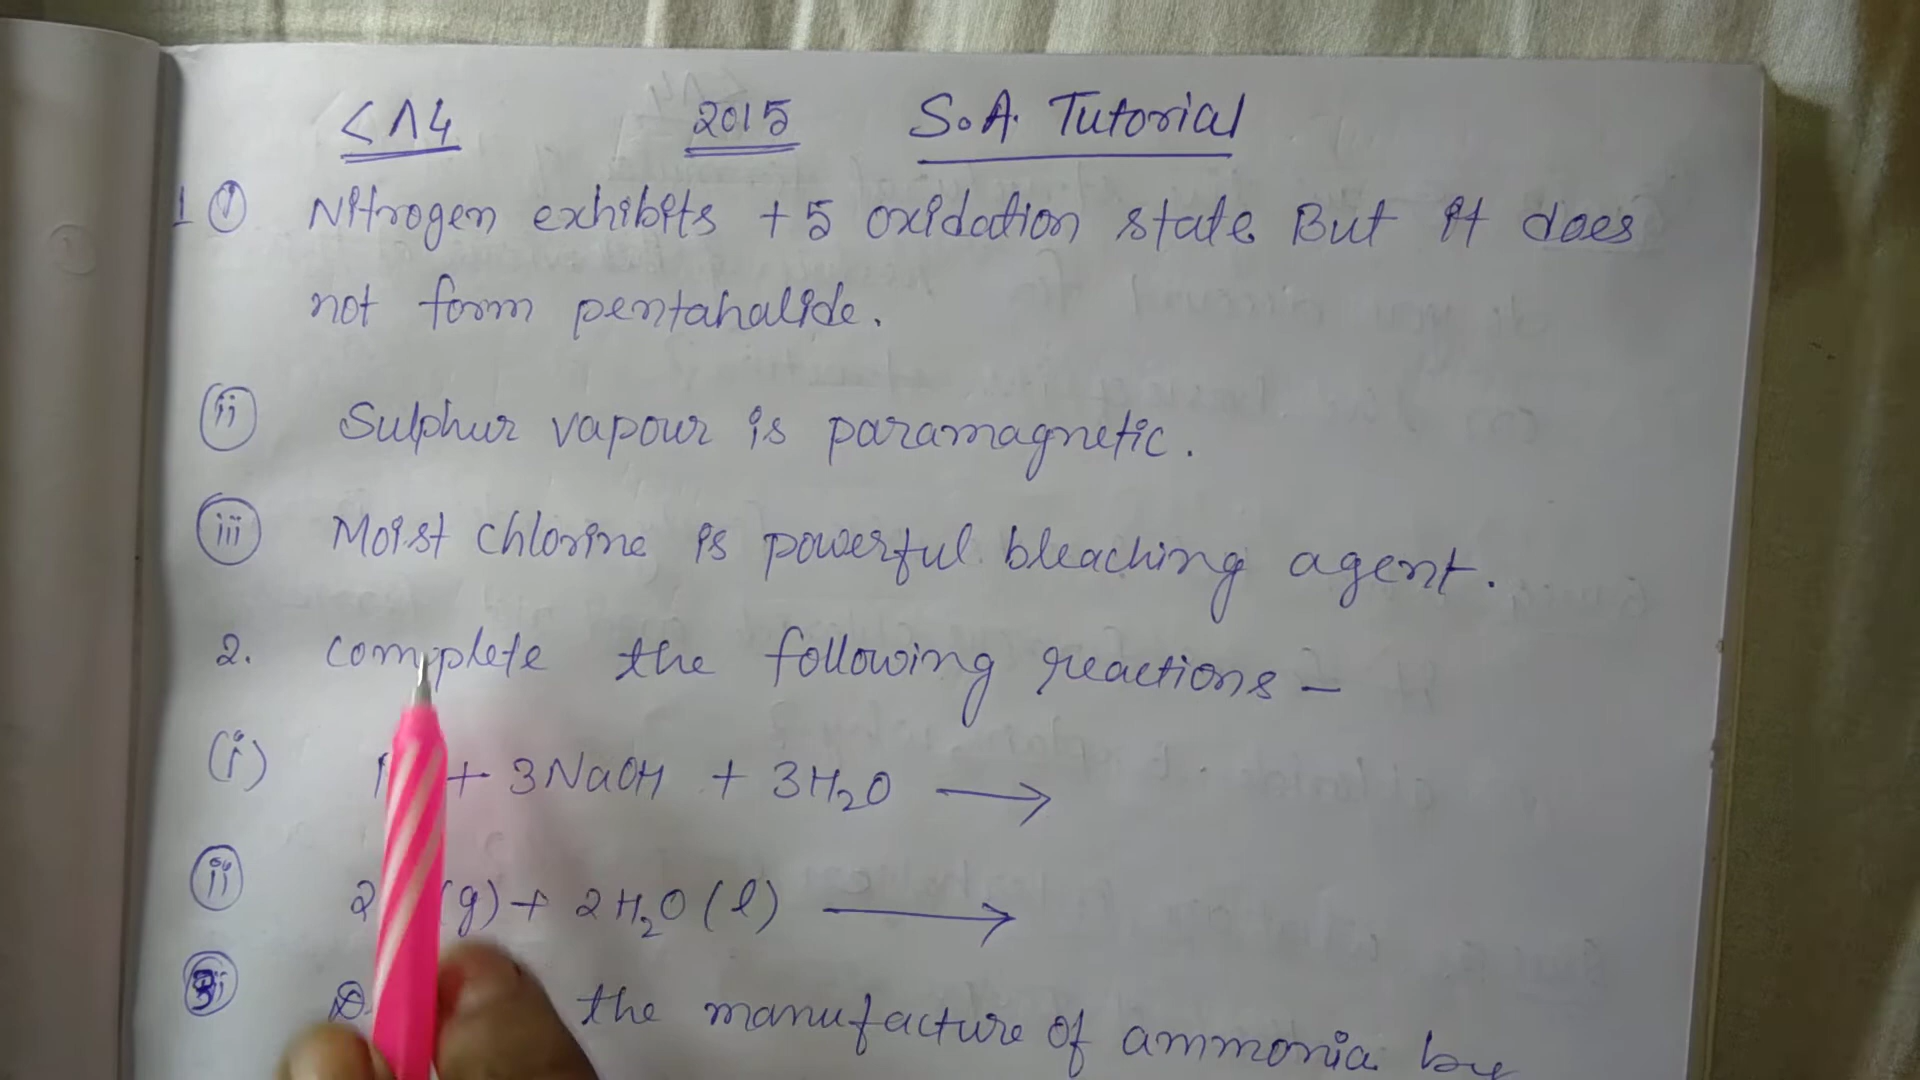 <Λ4 2015 S.A. Tutorial
1 (i) Nitrogen exhibits +5 oxidation state But it does
not form pentahalide.
(ii) Sulphur vapour is paramagnetic.
(iii) Moist chlorine is powerful bleaching agent.
2. complete the following reactions -
(i) + 3NaOH + 3H₂O →
(ii) 2 (g) + 2H₂O (l) →
3 the manufacture of ammonia by